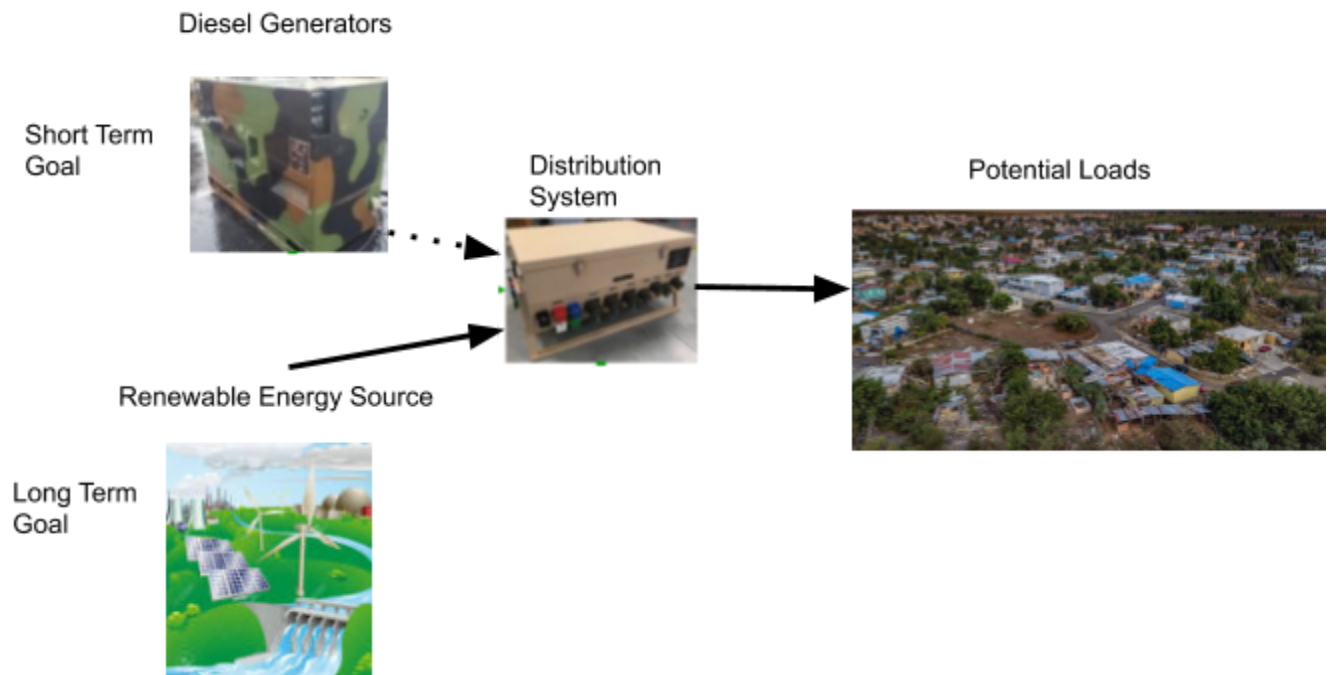 Diesel Generators
Short Term
Goal
Distribution
System
Potential Loads
Renewable Energy Source
Long Term
Goal